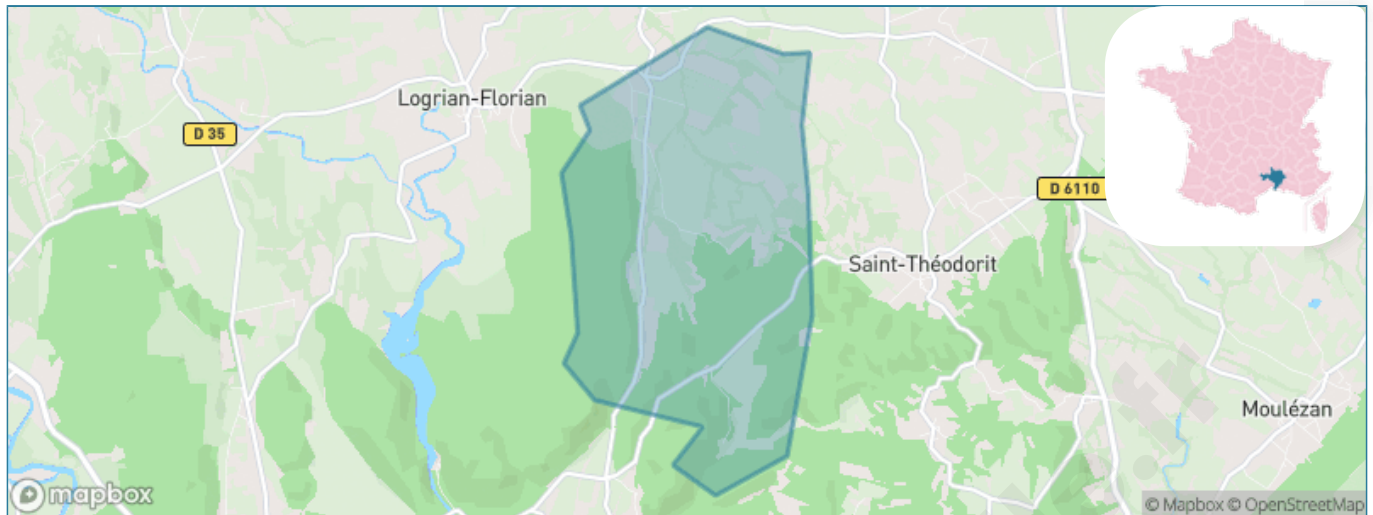 Logrian-Florian
D 35
D 6110
Saint-Théodorit
Moulézan
mapbox
© Mapbox © OpenStreetMap